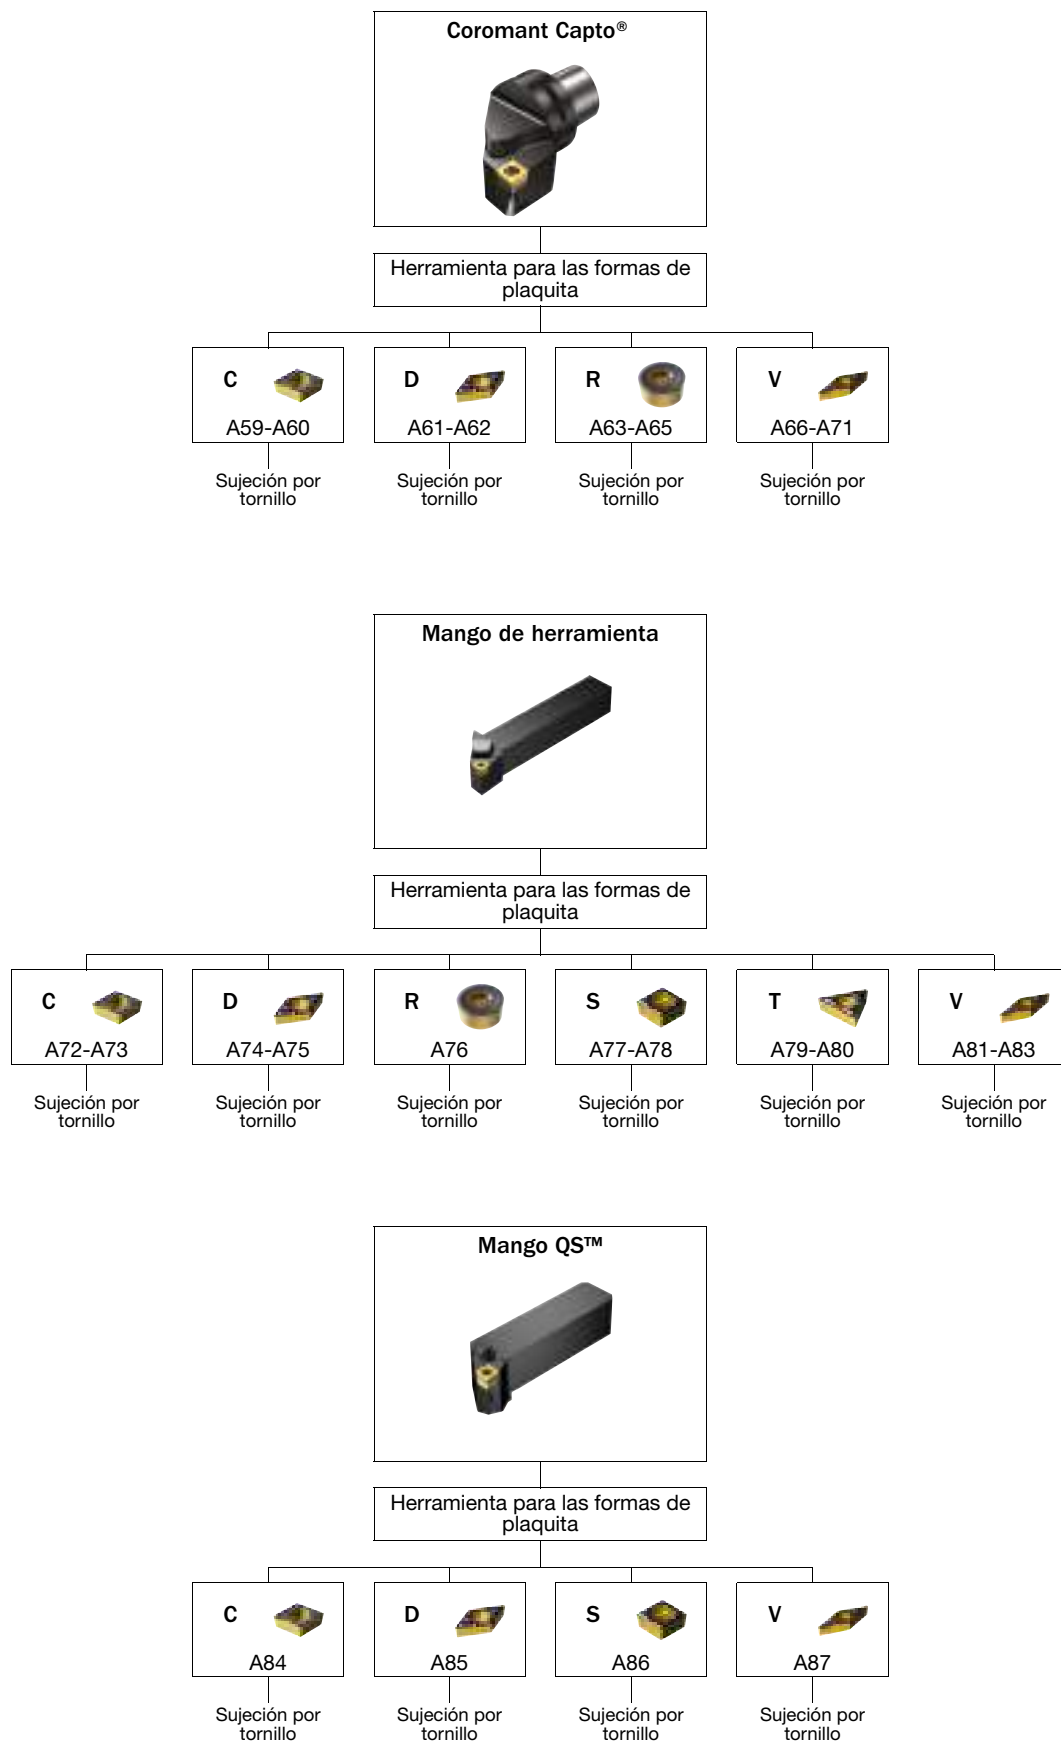 Coromant Capto®
Herramienta para las formas de
plaquita
C
D
R
V
A59-A60
A61-A62
A63-A65
A66-A71
Sujeción por
tornillo
Sujeción por
tornillo
Sujeción por
tornillo
Sujeción por
tornillo
Mango de herramienta
Herramienta para las formas de
plaquita
C
D
R
S
T
V
A72-A73
A74-A75
A76
A77-A78
A79-A80
A81-A83
Sujeción por
tornillo
Sujeción por
tornillo
Sujeción por
tornillo
Sujeción por
tornillo
Sujeción por
tornillo
Sujeción por
tornillo
Mango QS™
Herramienta para las formas de
plaquita
C
D
S
V
A84
A85
A86
A87
Sujeción por
tornillo
Sujeción por
tornillo
Sujeción por
tornillo
Sujeción por
tornillo